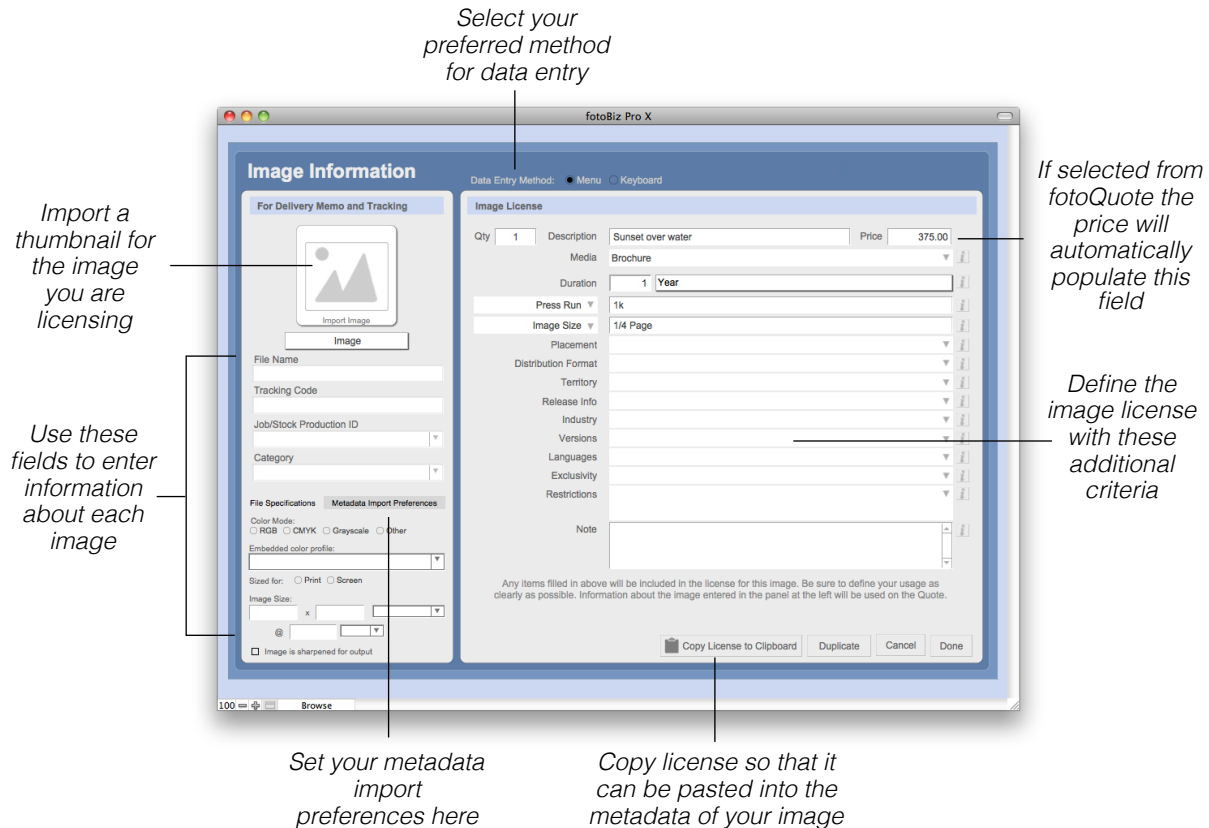 Select your
preferred method
for data entry
fotoBiz Pro X
Image Information
Data Entry Method: Menu Keyboard
For Delivery Memo and Tracking
Import Image
Image
File Name
Tracking Code
Job/Stock Production ID
Category
File Specifications Metadata Import Preferences
Color Mode:
RGB CMYK Grayscale Other
Embedded color profile:
Sized for: Print Screen
Image Size:
x
@
Image is sharpened for output
Image License
Qty 1 Description Sunset over water Price 375.00
Media Brochure
Duration 1 Year
Press Run 1k
Image Size 1/4 Page
Placement
Distribution Format
Territory
Release Info
Industry
Versions
Languages
Exclusivity
Restrictions
Note
Any items filled in above will be included in the license for this image. Be sure to define your usage as
clearly as possible. Information about the image entered in the panel at the left will be used on the Quote.
Copy License to Clipboard Duplicate Cancel Done
100 Browse
Import a
thumbnail for
the image
you are
licensing
Use these
fields to enter
information
about each
image
If selected from
fotoQuote the
price will
automatically
populate this
field
Define the
image license
with these
additional
criteria
Set your metadata
import
preferences here
Copy license so that it
can be pasted into the
metadata of your image